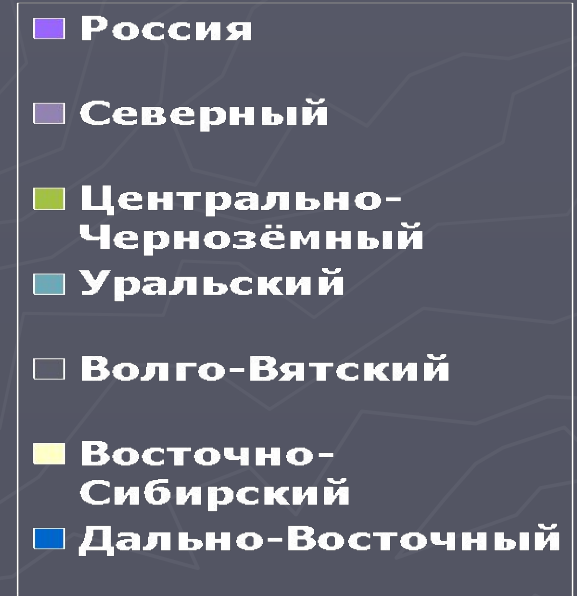 Россия
Северный
Центрально-
Чернозёмный
Уральский
Волго-Вятский
Восточно-
Сибирский
Дально-Восточный